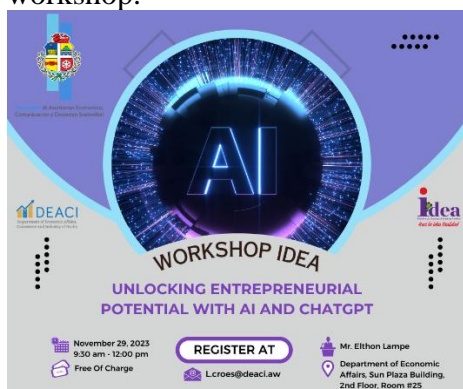 workshop.
AI
DEACI
Idea
WORKSHOP IDEA
UNLOCKING ENTREPRENEURIAL
POTENTIAL WITH AI AND CHATGPT
November 29, 2023
9:30 am - 12:00 pm
Free Of Charge
REGISTER AT
L.croes@deaci.aw
Mr. Elthon Lampe
Department of Economic
Affairs, Sun Plaza Building,
2nd Floor, Room #25